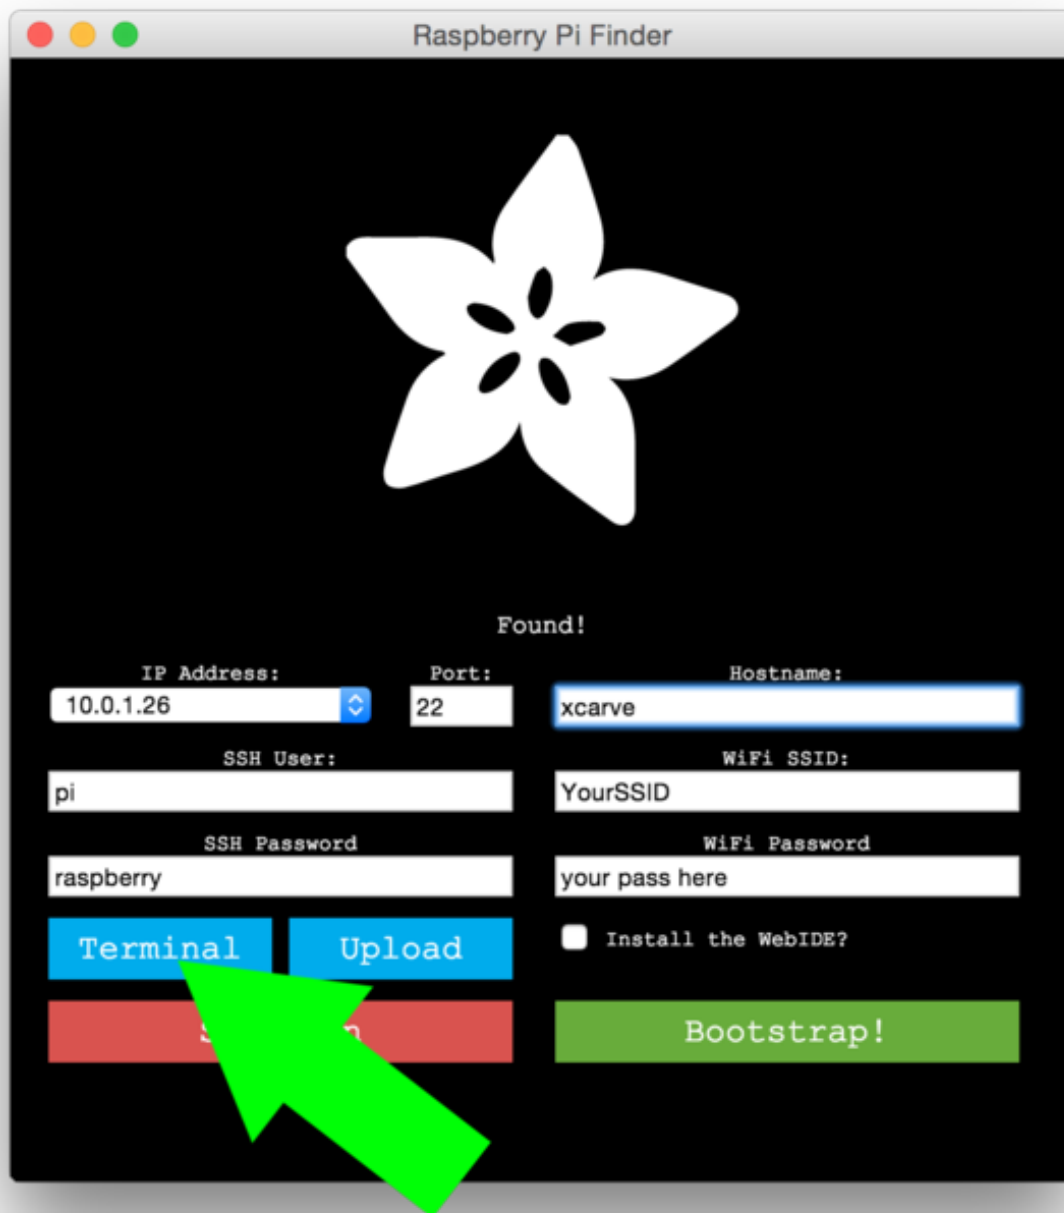 Raspberry Pi Finder
Found!
IP Address: Port: Hostname:
10.0.1.26 22 xcarve
SSH User: WiFi SSID:
pi YourSSID
SSH Password WiFi Password
raspberry your pass here
Terminal Upload Install the WebIDE?
Bootstrap!